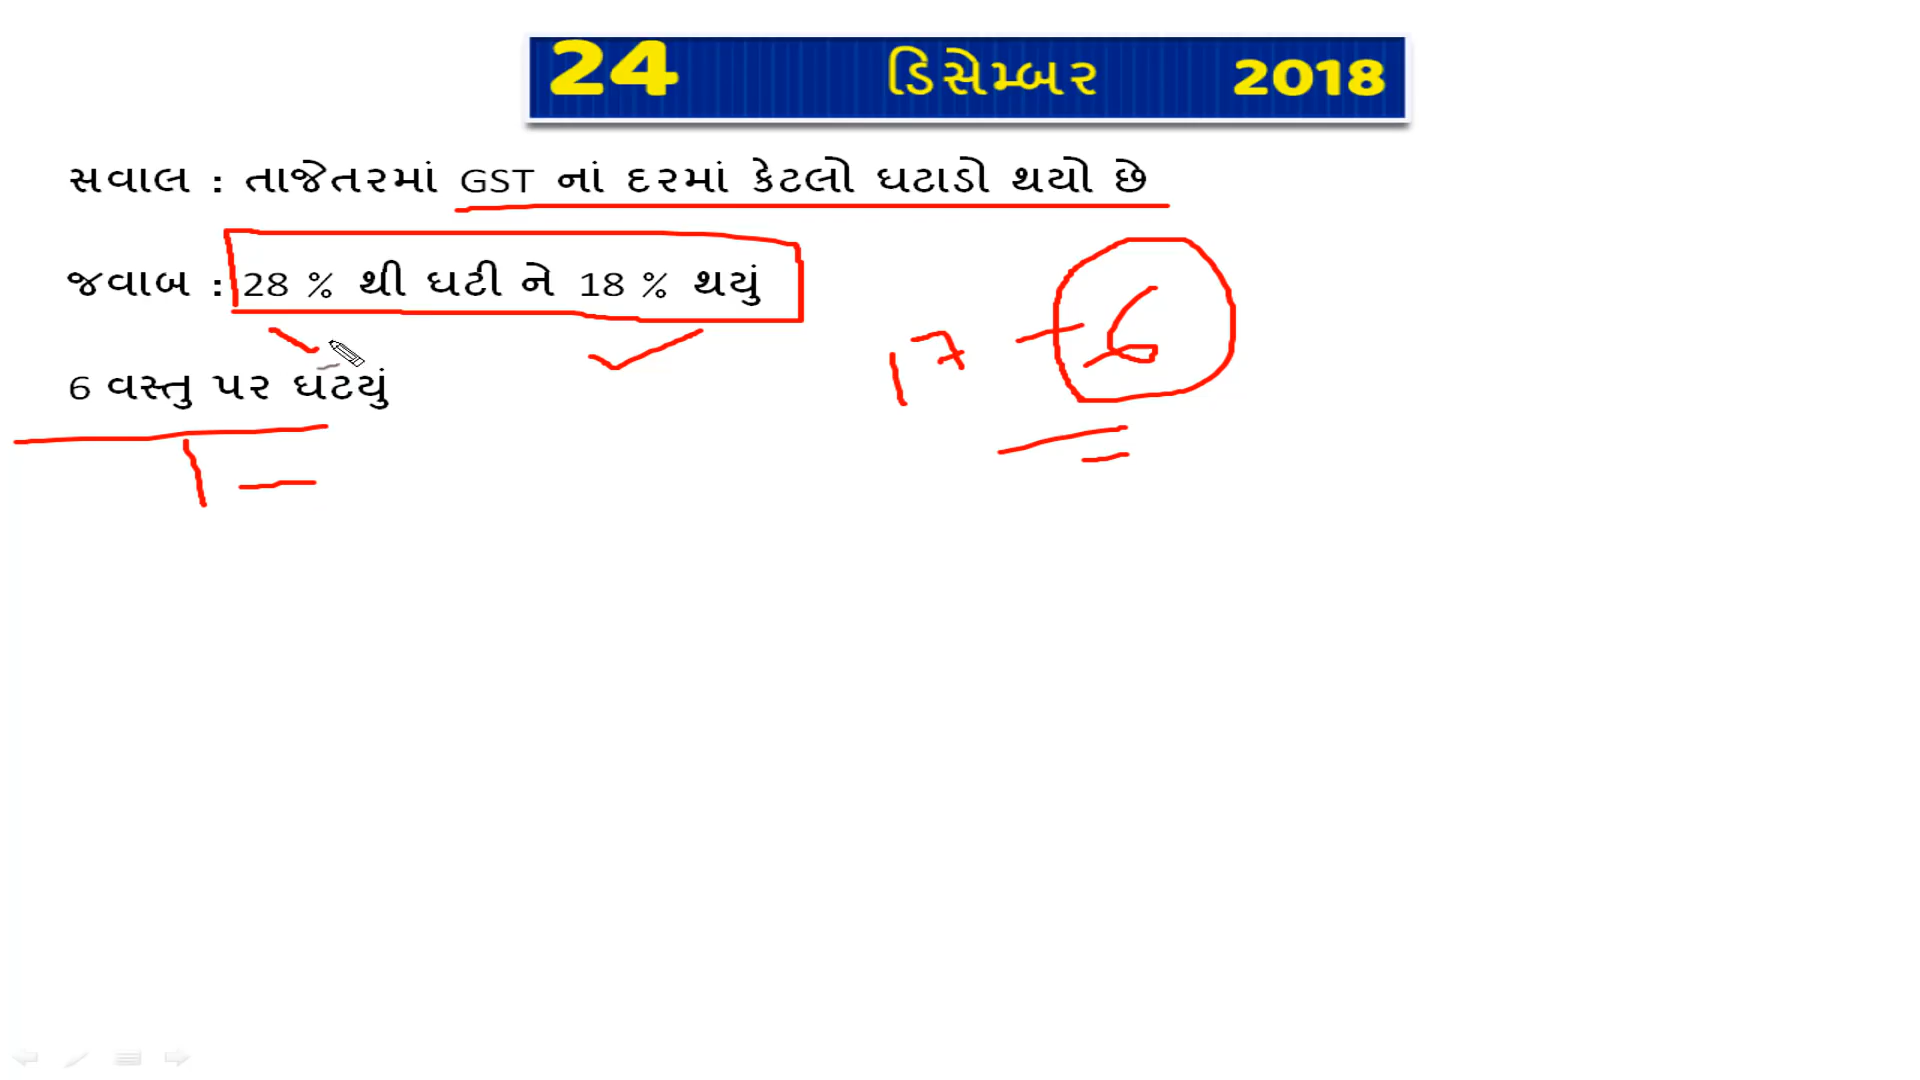 24 ડિસેમ્બર 2018
સવાલ : તાજેતરમાં GST નાં દરમાં કેટલો ઘટાડો થયો છે
જવાબ : 28 % થી ઘટી ને 18 % થયું
17 - 6
6 વસ્તુ પર ઘટયું